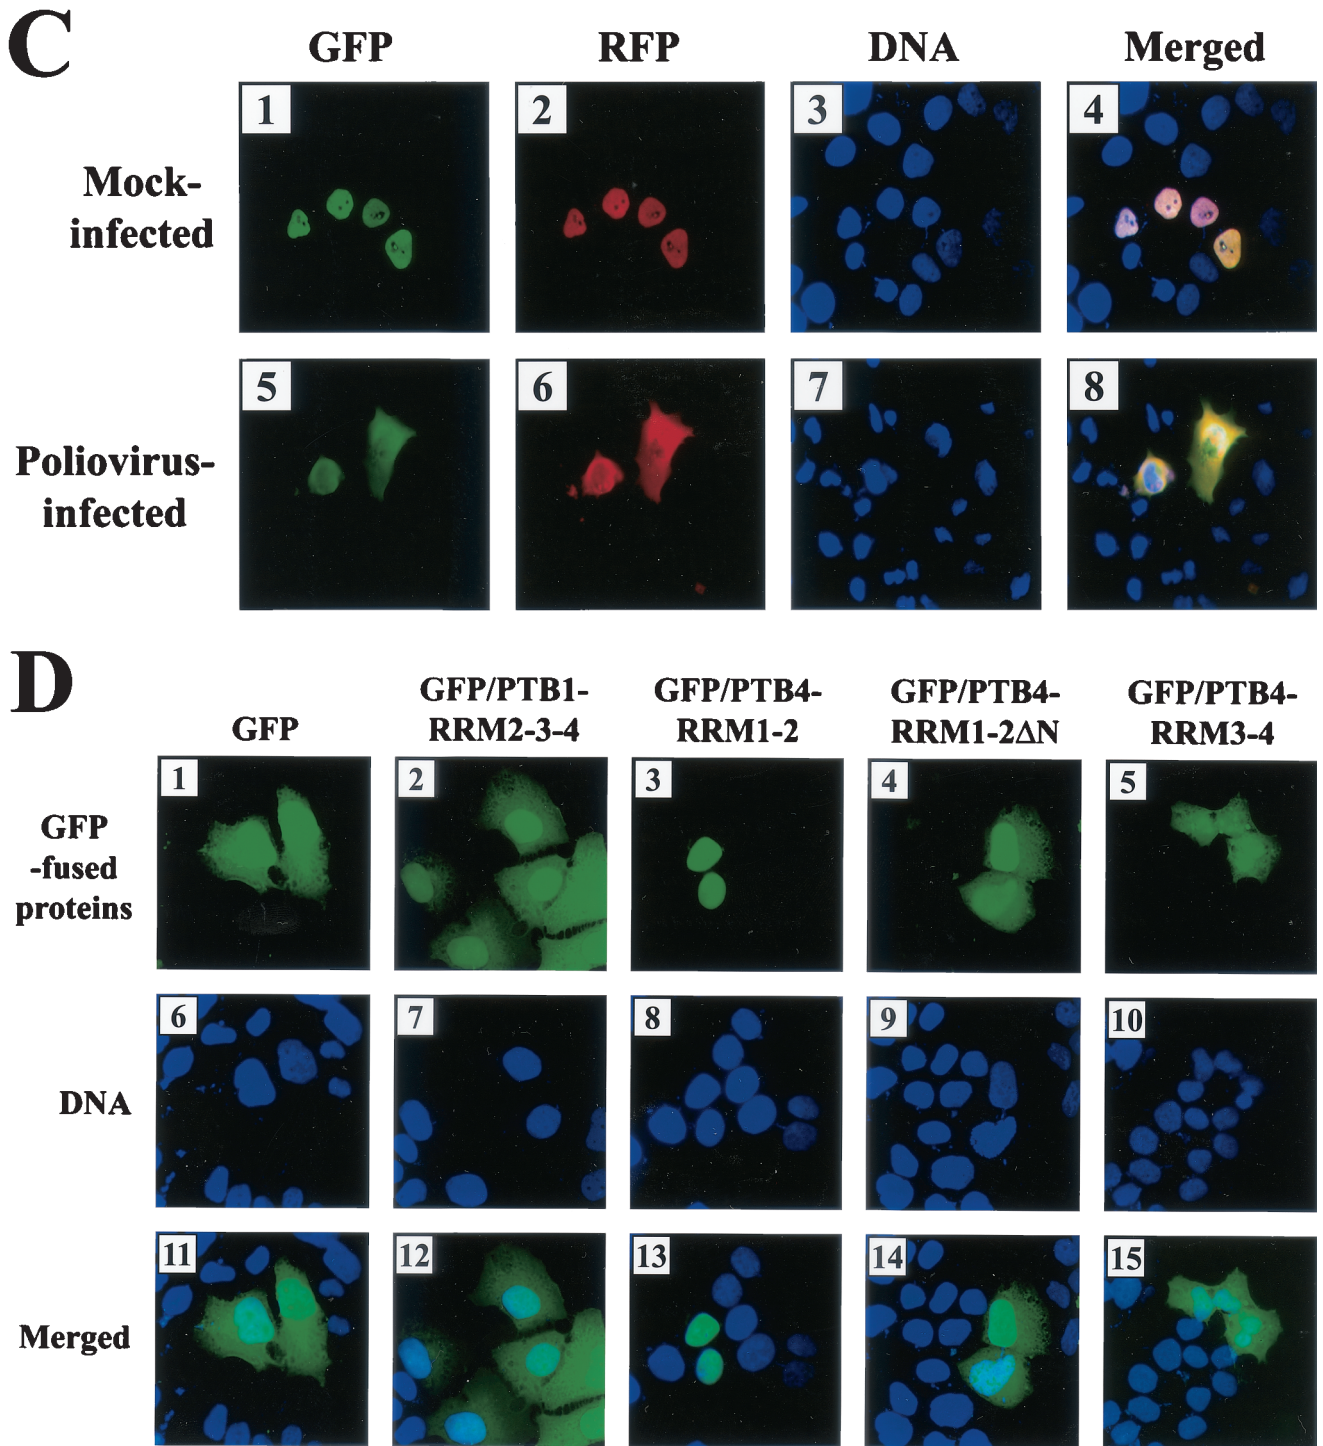 C
GFP RFP DNA Merged
Mock-
infected
1 2 3 4
Poliovirus-
infected
5 6 7 8
D
GFP
GFP/PTB1-
RRM2-3-4
GFP/PTB4-
RRM1-2
GFP/PTB4-
RRM1-2ΔN
GFP/PTB4-
RRM3-4
GFP
-fused
proteins
1 2 3 4 5
DNA
6 7 8 9 10
Merged
11 12 13 14 15